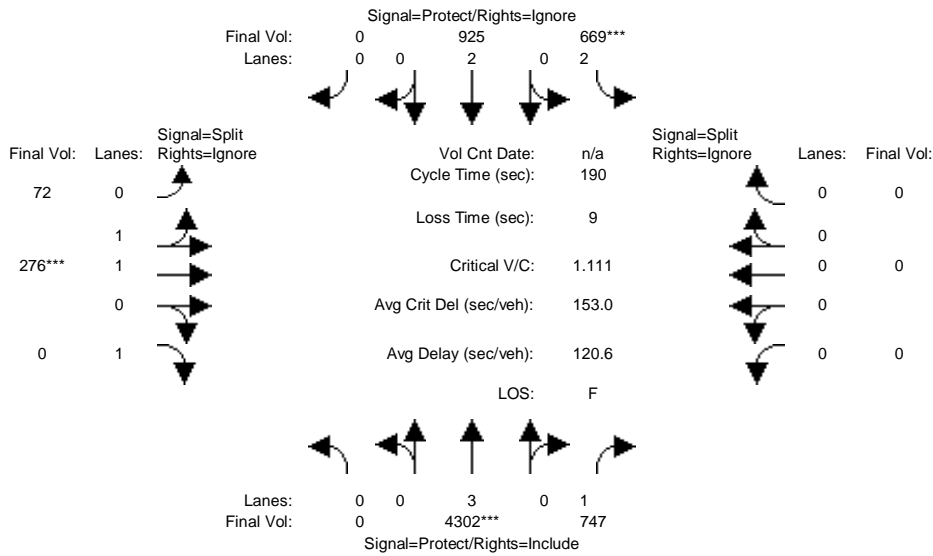 Signal=Protect/Rights=Ignore
Final Vol: 0 925 669***
Lanes: 0 0 2 0 2
Signal=Split
Final Vol: Lanes: Rights=Ignore
Vol Cnt Date: n/a
Signal=Split
Rights=Ignore Lanes: Final Vol:
Cycle Time (sec): 190
72 0
0 0
Loss Time (sec): 9
1
0
276*** 1
Critical V/C: 1.111
0 0
0
Avg Crit Del (sec/veh): 153.0
0
0 1
Avg Delay (sec/veh): 120.6
0 0
LOS: F
Lanes: 0 0 3 0 1
Final Vol: 0 4302*** 747
Signal=Protect/Rights=Include